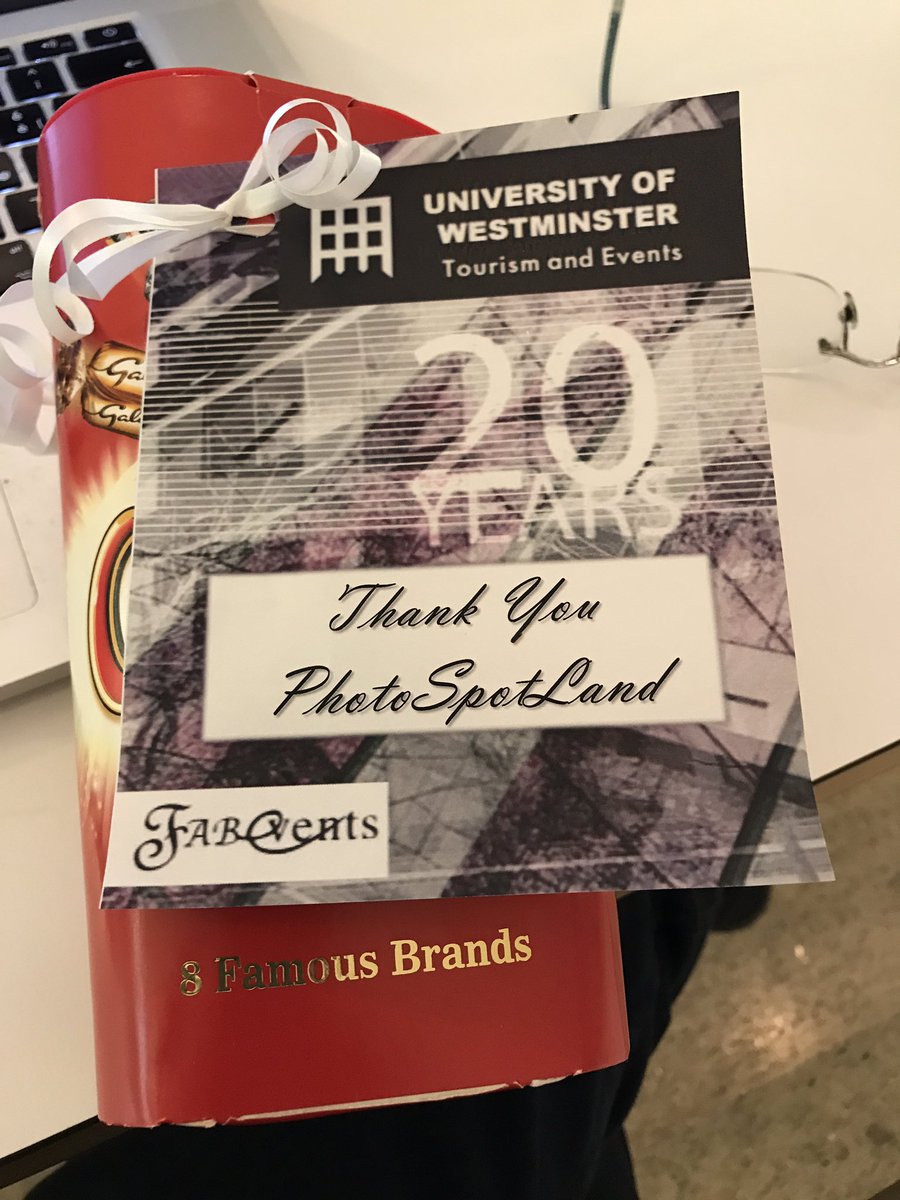 UNIVERSITY OF
WESTMINSTER
Tourism and Events
20
YEARS
Thank You
PhotoSpotLand
FABEvents
8 Famous Brands